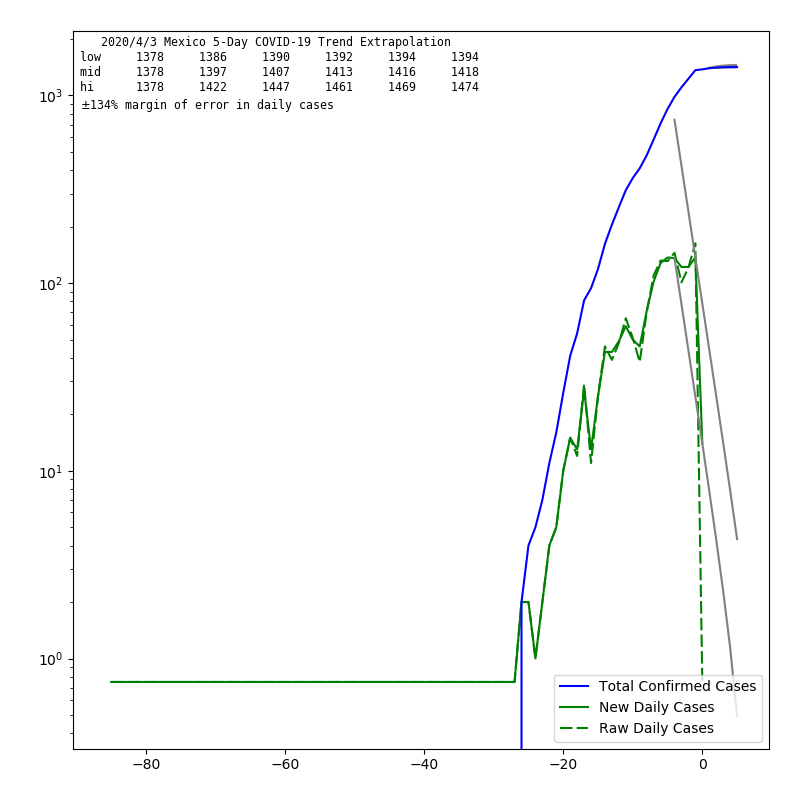 2020/4/3 Mexico 5-Day COVID-19 Trend Extrapolation
low 1378 1386 1390 1392 1394 1394
mid 1378 1397 1407 1413 1416 1418
hi 1378 1422 1447 1461 1469 1474
±134% margin of error in daily cases
10³
10²
10¹
10⁰
Total Confirmed Cases
New Daily Cases
Raw Daily Cases
−80 −60 −40 −20 0